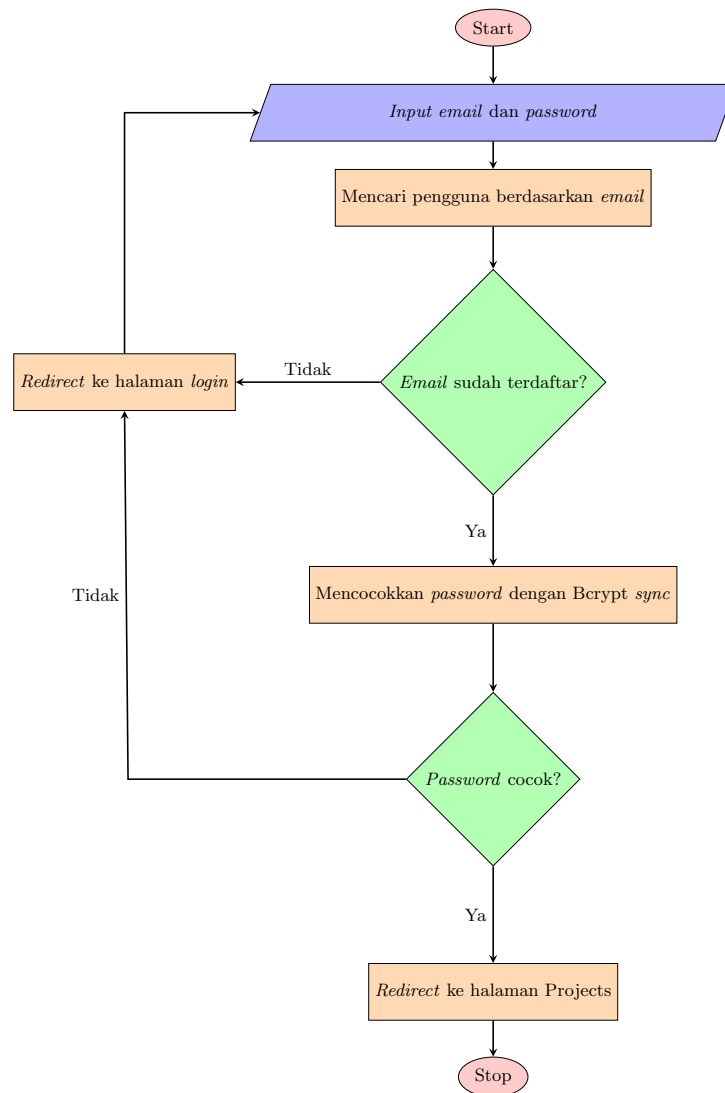 Start
Input email dan password
Mencari pengguna berdasarkan email
Email sudah terdaftar?
Tidak
Redirect ke halaman login
Ya
Mencocokkan password dengan Bcrypt sync
Tidak
Password cocok?
Ya
Redirect ke halaman Projects
Stop